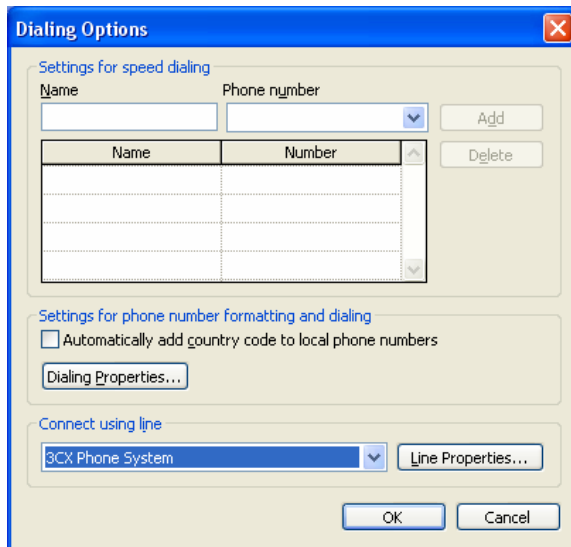 Dialing Options
Settings for speed dialing
Name Phone number
Add
Name Number
Delete
Settings for phone number formatting and dialing
Automatically add country code to local phone numbers
Dialing Properties...
Connect using line
3CX Phone System Line Properties...
OK Cancel